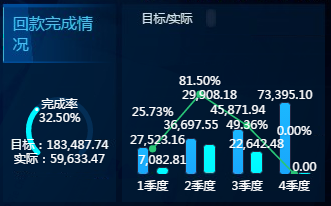 回款完成情
况
目标/实际
完成率
32.50%
目标：183,487.74
实际：59,633.47
81.50%
29,908.18
73,395.10
25.73%
45,871.94
36,697.55
49.36%
0.00%
27,523.16
22,642.48
7,082.81
0.00
1季度 2季度 3季度 4季度